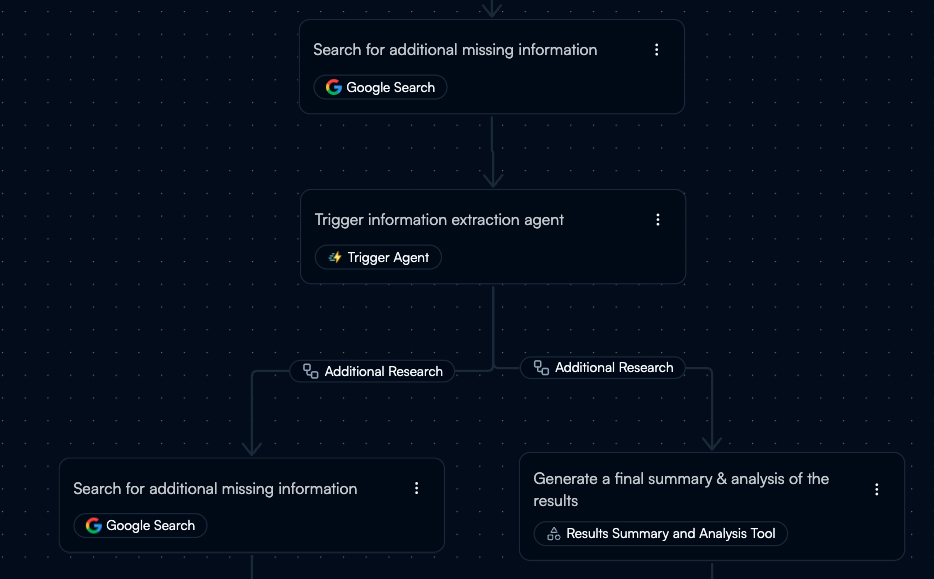 Search for additional missing information
Google Search
Trigger information extraction agent
Trigger Agent
Additional Research
Additional Research
Search for additional missing information
Google Search
Generate a final summary & analysis of the
results
Results Summary and Analysis Tool